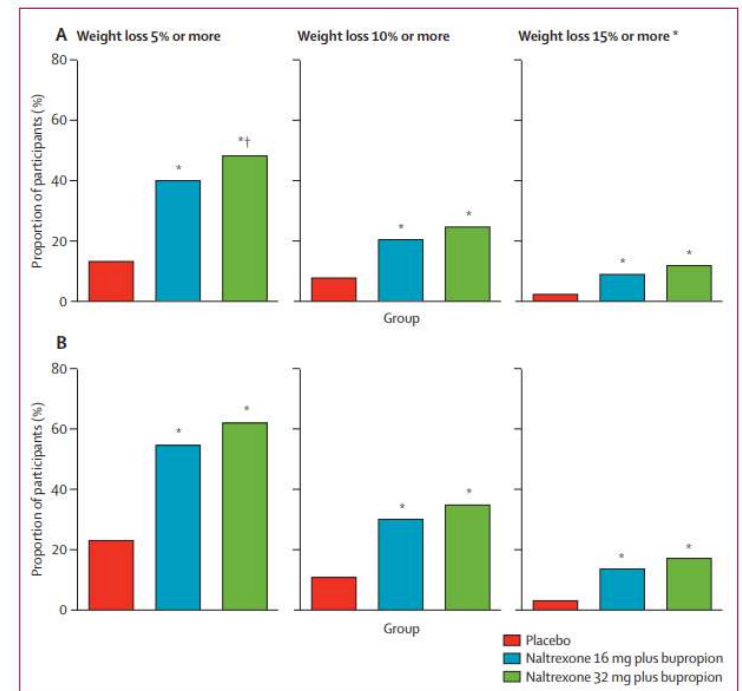 A Weight loss 5% or more Weight loss 10% or more Weight loss 15% or more *
80
60
40
20
0
Proportion of participants (%)
*
*†
*
*
*
*
Group
B
80
60
40
20
0
Proportion of participants (%)
*
*
*
*
*
*
Group
Placebo
Naltrexone 16 mg plus bupropion
Naltrexone 32 mg plus bupropion